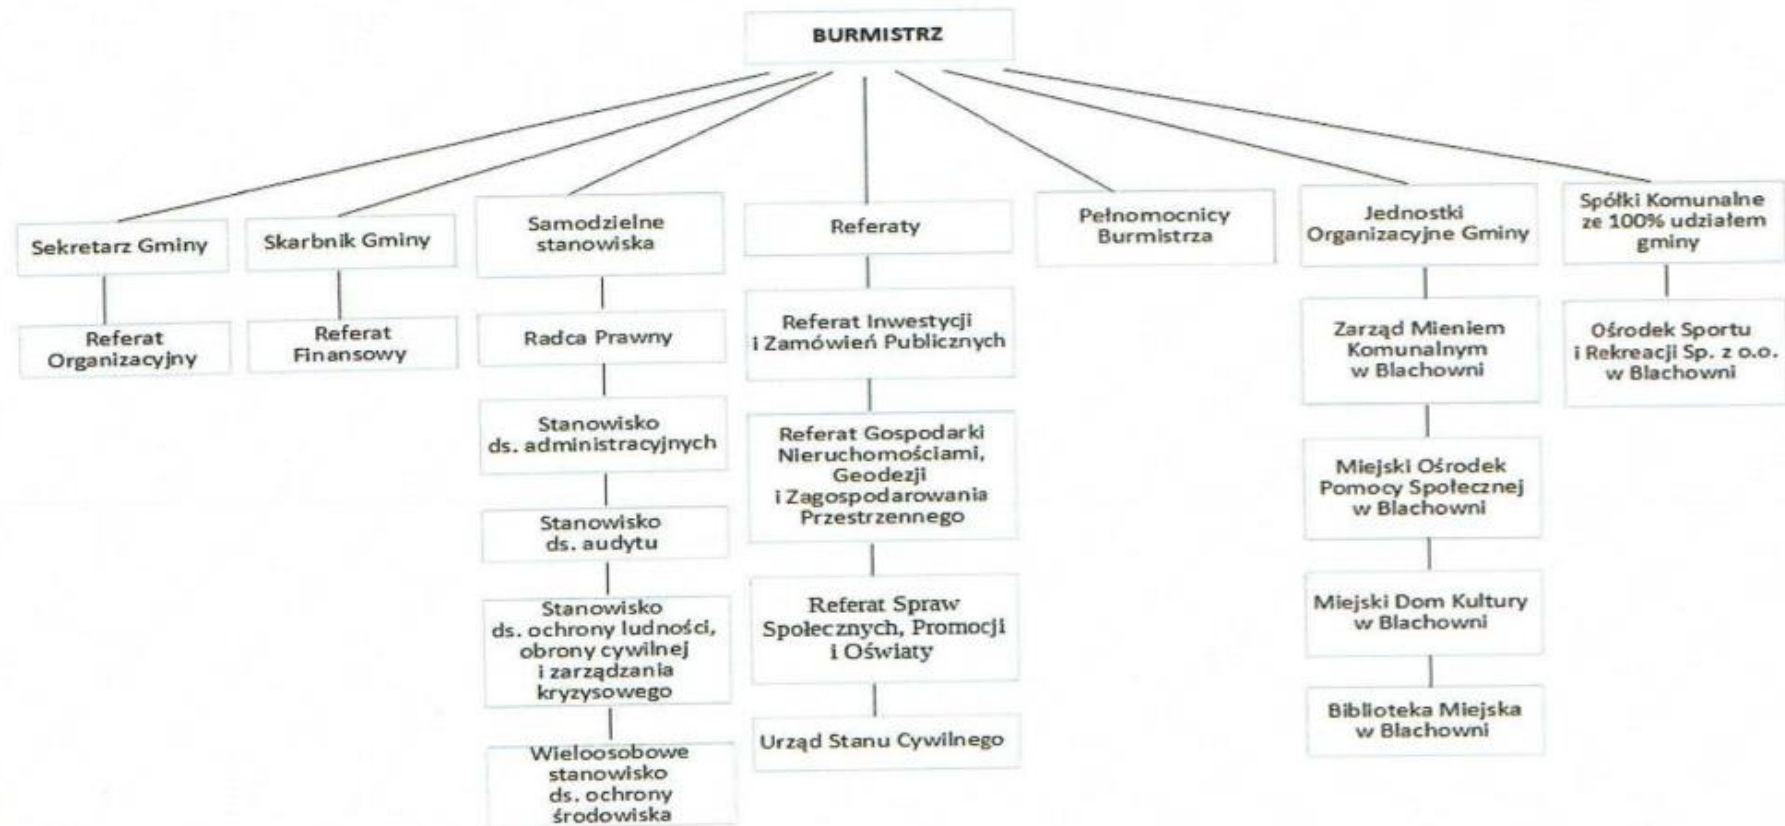 BURMISTRZ
Sekretarz Gminy
Referat
Organizacyjny
Skarbnik Gminy
Referat
Finansowy
Samodzielne
stanowiska
Radca Prawny
Stanowisko
ds. administracyjnych
Stanowisko
ds. audytu
Stanowisko
ds. ochrony ludności,
obrony cywilnej
i zarządzania
kryzysowego
Wieloosobowe
stanowisko
ds. ochrony
środowiska
Referaty
Referat Inwestycji
i Zamówień Publicznych
Referat Gospodarki
Nieruchomościami,
Geodezji
i Zagospodarowania
Przestrzennego
Referat Spraw
Społecznych, Promocji
i Oświaty
Urząd Stanu Cywilnego
Pełnomocnicy
Burmistrza
Jednostki
Organizacyjne Gminy
Zarząd Mieniem
Komunalnym
w Blachowni
Miejski Ośrodek
Pomocy Społecznej
w Blachowni
Miejski Dom Kultury
w Blachowni
Biblioteka Miejska
w Blachowni
Spółki Komunalne
ze 100% udziałem
gminy
Ośrodek Sportu
i Rekreacji Sp. z o.o.
w Blachowni